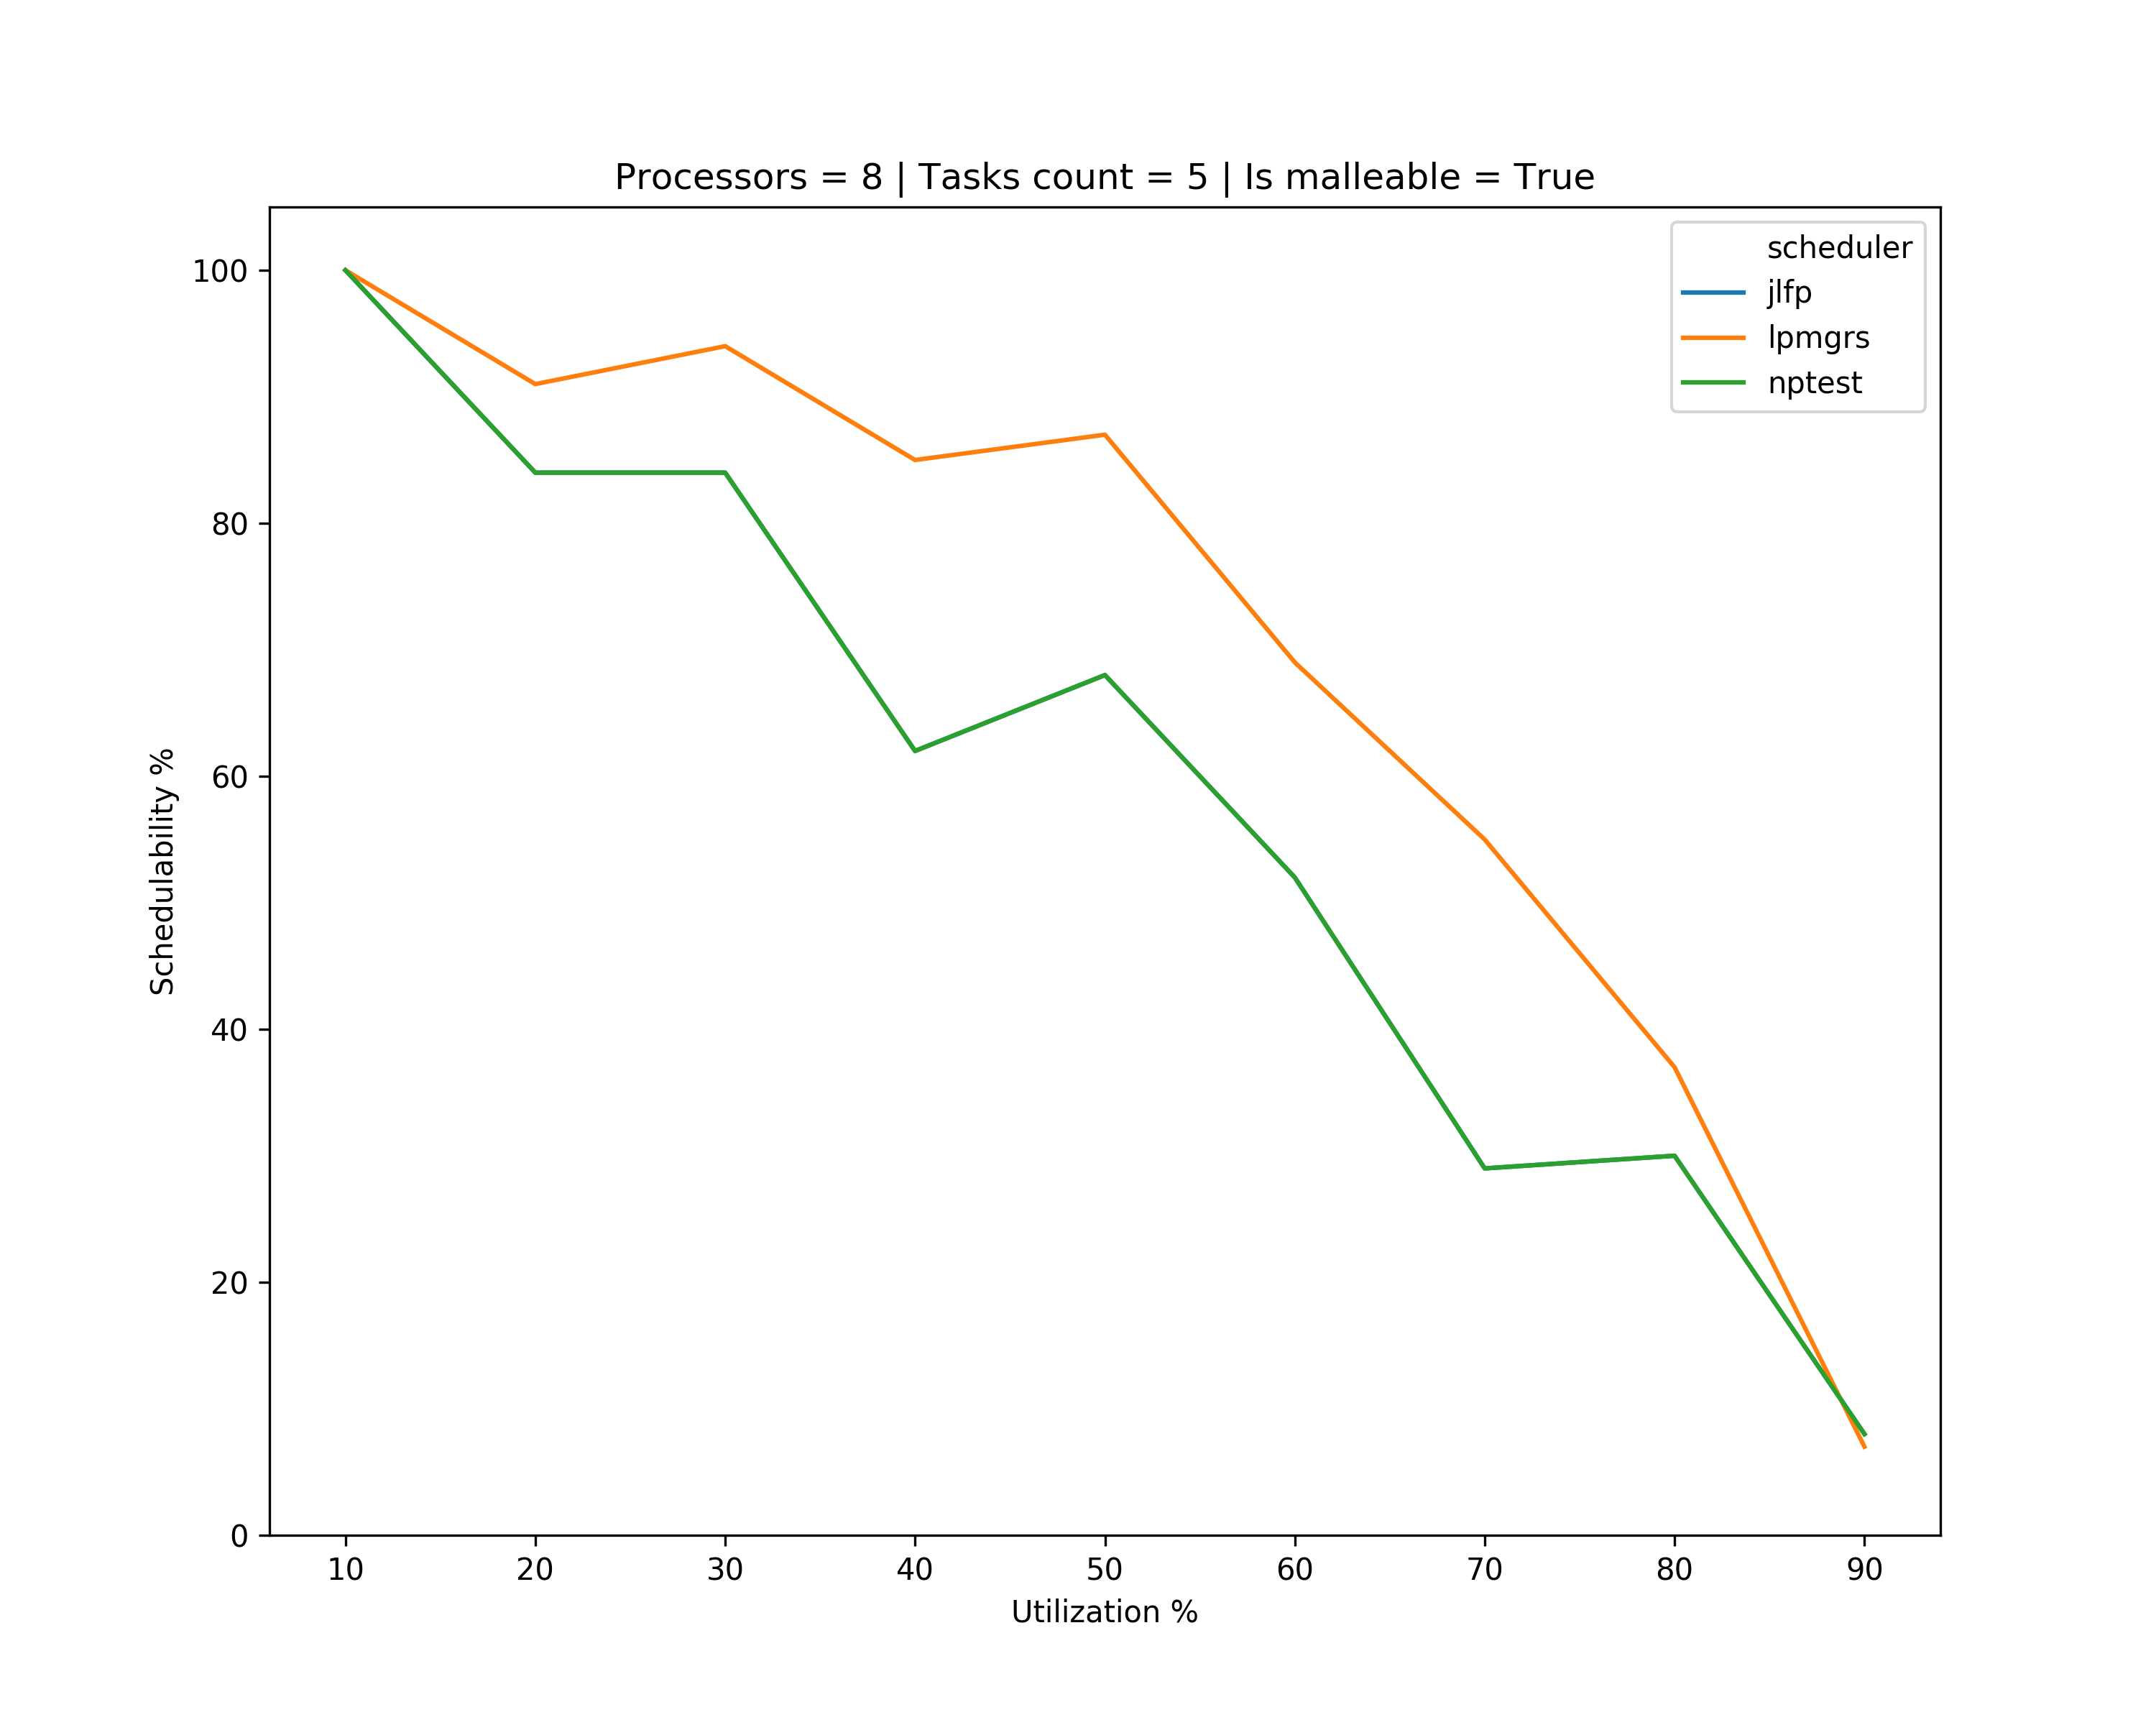 Processors = 8 | Tasks count = 5 | Is malleable = True
scheduler
jlfp
lpmgrs
nptest
Schedulability %
100
80
60
40
20
0
10 20 30 40 50 60 70 80 90
Utilization %